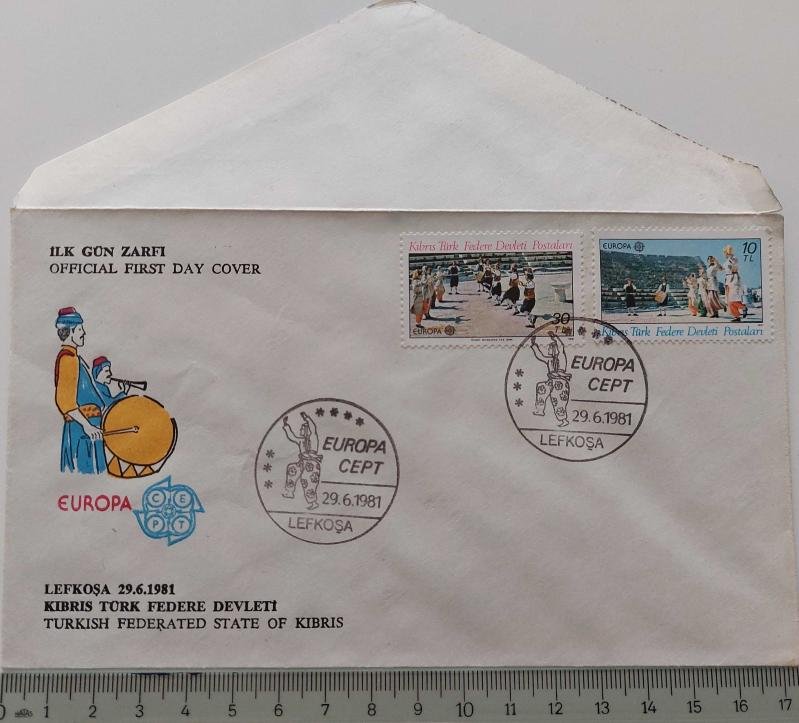 İLK GÜN ZARFI
OFFICIAL FIRST DAY COVER
Kıbrıs Türk Federe Devleti Postaları
30
TL
EUROPA
EUROPA
10
TL
Kıbrıs Türk Federe Devleti Postaları
EUROPA
CEPT
29.6.1981
LEFKOŞA
EUROPA
CEPT
29.6.1981
LEFKOŞA
EUROPA
C E P T
LEFKOŞA 29.6.1981
KIBRIS TÜRK FEDERE DEVLETİ
TURKISH FEDERATED STATE OF KIBRIS
0 1 2 3 4 5 6 7 8 9 10 11 12 13 14 15 16 17 18